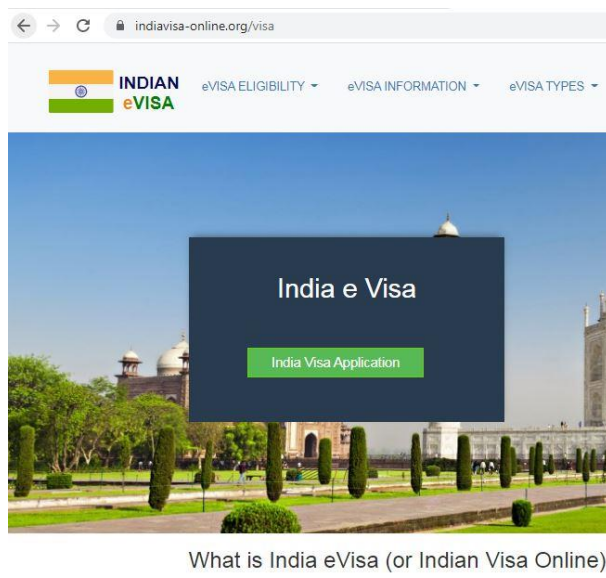 indiavisa-online.org/visa
INDIAN eVISA ELIGIBILITY eVISA INFORMATION eVISA TYPES
eVISA
India e Visa
India Visa Application
What is India eVisa (or Indian Visa Online)